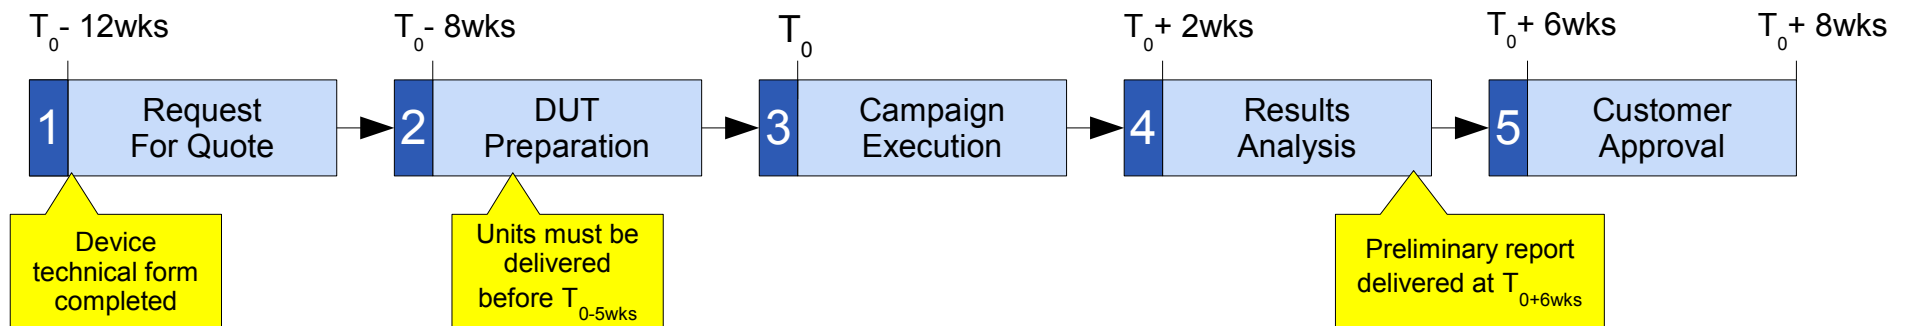 T0- 12wks
T0- 8wks
T0
T0+ 2wks
T0+ 6wks
T0+ 8wks
1
Request
For Quote
2
DUT
Preparation
3
Campaign
Execution
4
Results
Analysis
5
Customer
Approval
Device
technical form
completed
Units must be
delivered
before T0-5wks
Preliminary report
delivered at T0+6wks